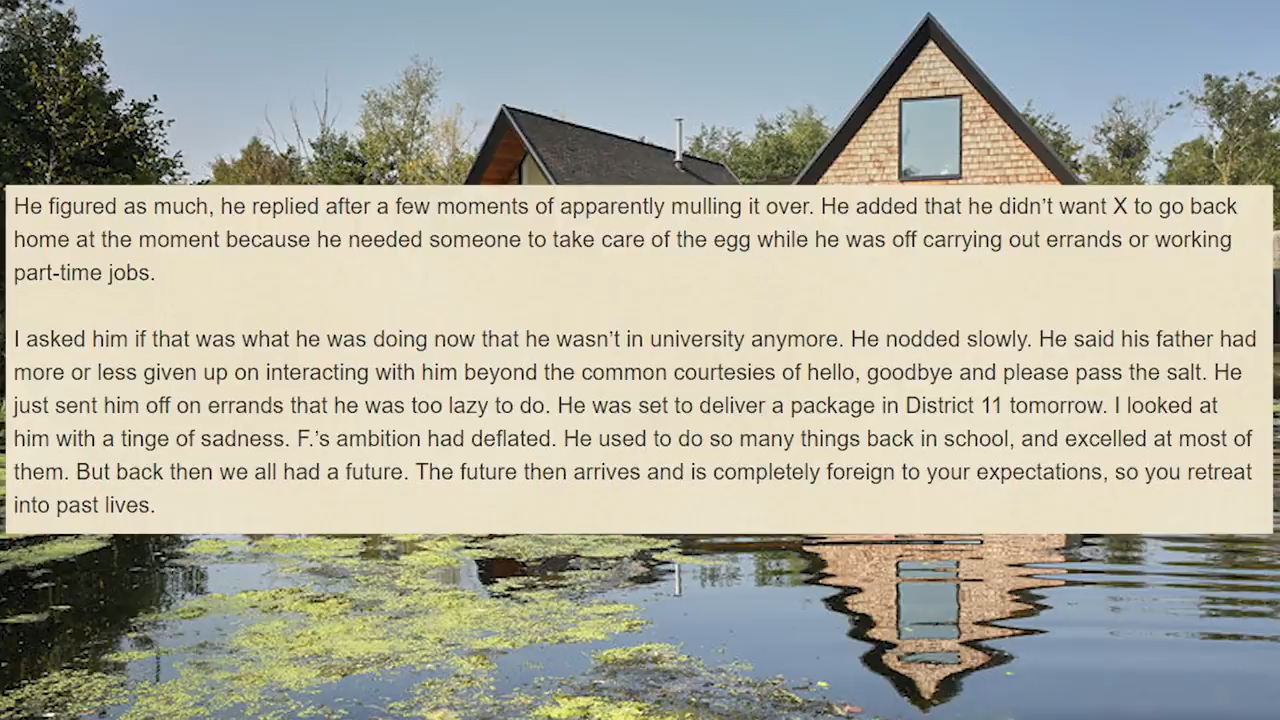 He figured as much, he replied after a few moments of apparently mulling it over. He added that he didn’t want X to go back
home at the moment because he needed someone to take care of the egg while he was off carrying out errands or working
part-time jobs.
I asked him if that was what he was doing now that he wasn’t in university anymore. He nodded slowly. He said his father had
more or less given up on interacting with him beyond the common courtesies of hello, goodbye and please pass the salt. He
just sent him off on errands that he was too lazy to do. He was set to deliver a package in District 11 tomorrow. I looked at
him with a tinge of sadness. F.’s ambition had deflated. He used to do so many things back in school, and excelled at most of
them. But back then we all had a future. The future then arrives and is completely foreign to your expectations, so you retreat
into past lives.